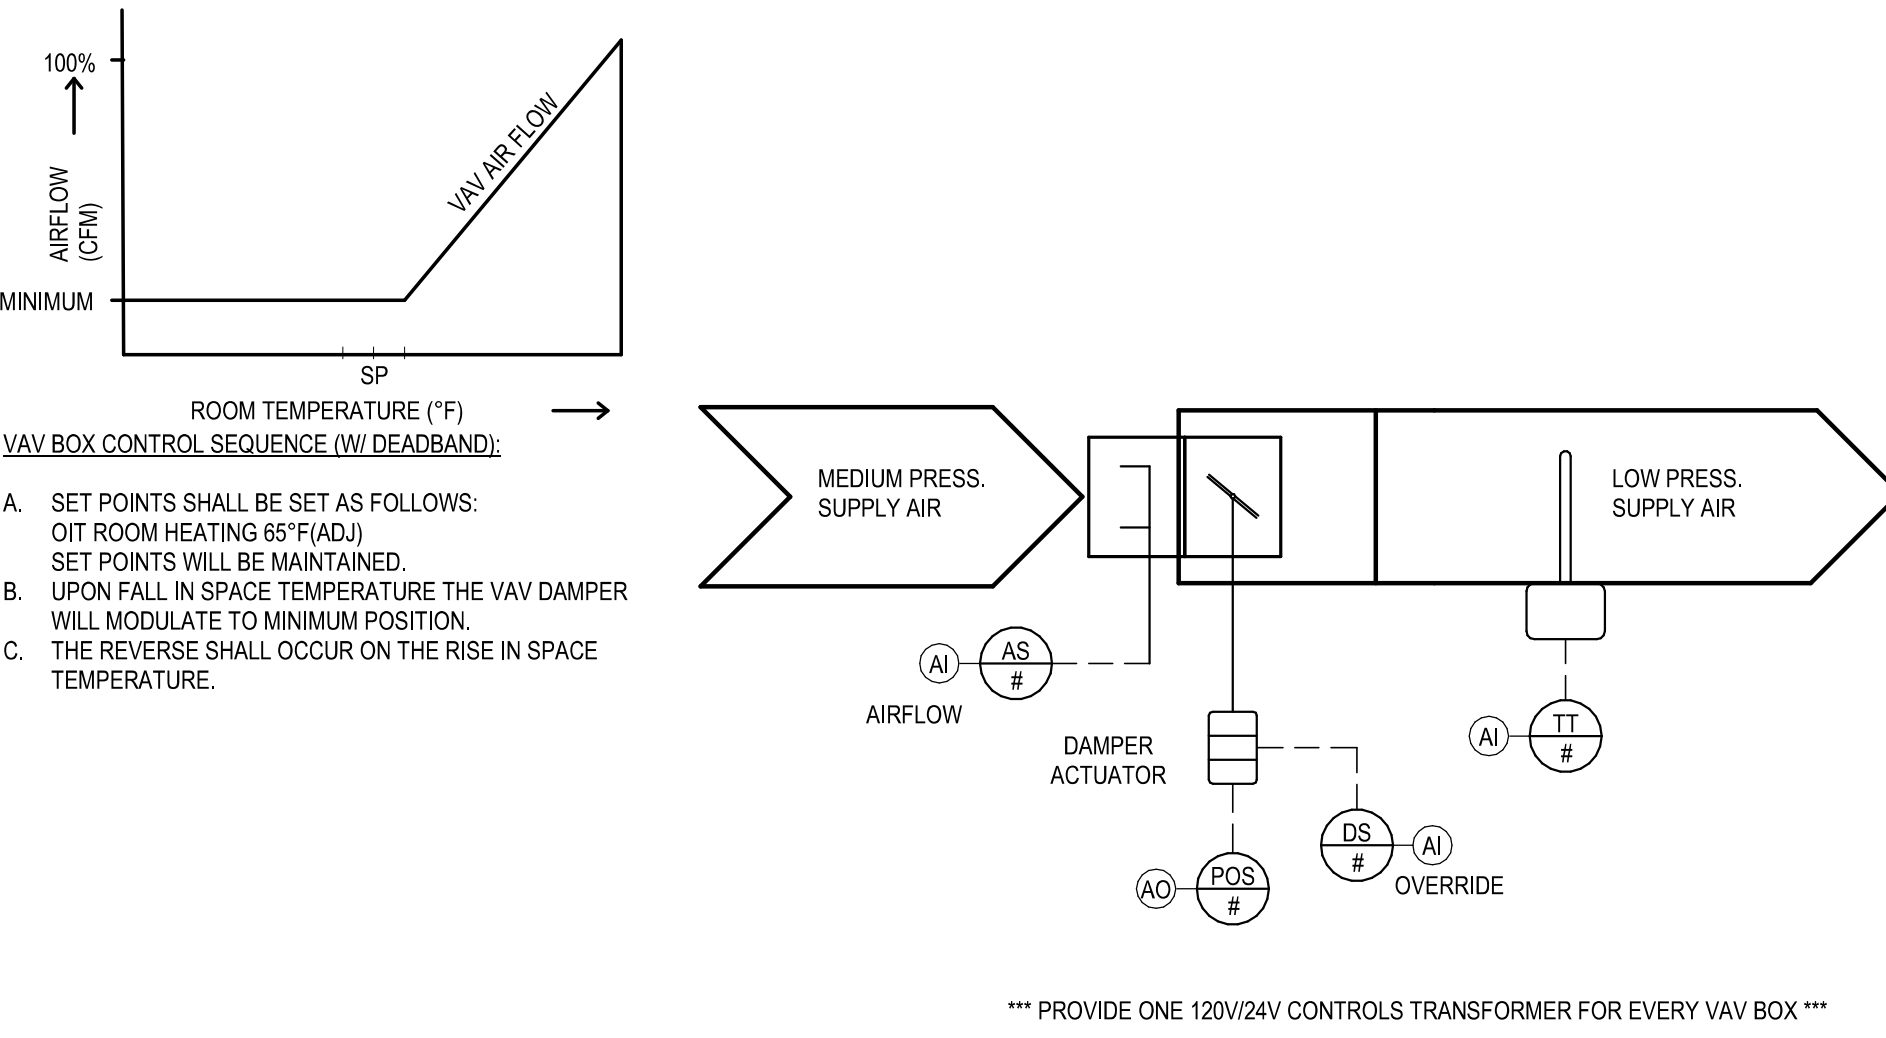 100%
AIRFLOW
(CFM)
VAV AIR FLOW
MINIMUM
SP
ROOM TEMPERATURE (°F)
VAV BOX CONTROL SEQUENCE (W/ DEADBAND):
A. SET POINTS SHALL BE SET AS FOLLOWS:
OIT ROOM HEATING 65°F(ADJ)
SET POINTS WILL BE MAINTAINED.
B. UPON FALL IN SPACE TEMPERATURE THE VAV DAMPER
WILL MODULATE TO MINIMUM POSITION.
C. THE REVERSE SHALL OCCUR ON THE RISE IN SPACE
TEMPERATURE.
MEDIUM PRESS.
SUPPLY AIR
LOW PRESS.
SUPPLY AIR
AI
AS
#
AIRFLOW
DAMPER
ACTUATOR
AI
TT
#
DS
#
AI
OVERRIDE
AO
POS
#
*** PROVIDE ONE 120V/24V CONTROLS TRANSFORMER FOR EVERY VAV BOX ***